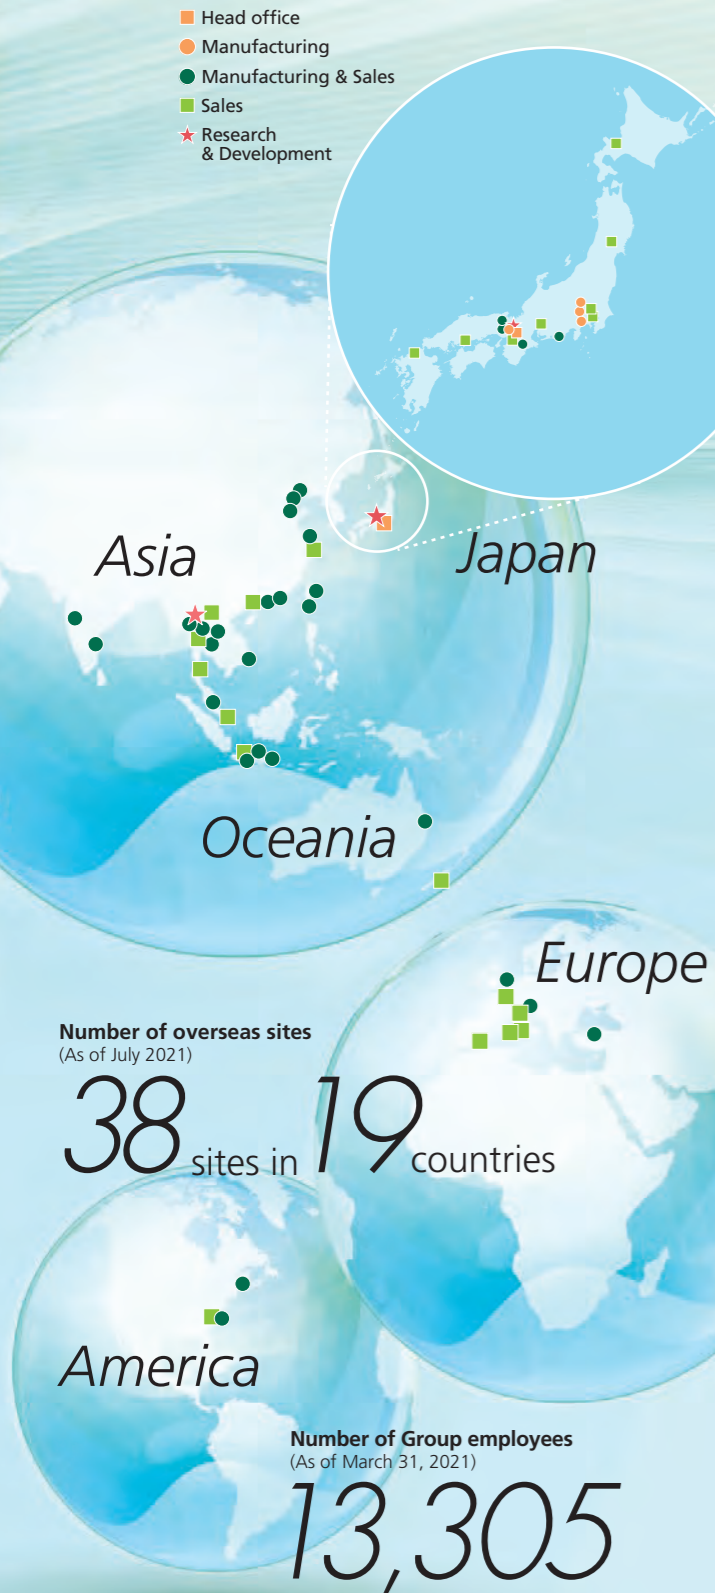 Head office
Manufacturing
Manufacturing & Sales
Sales
Research
& Development
Asia
Japan
Oceania
Europe
Number of overseas sites
(As of July 2021)
38 sites in 19 countries
America
Number of Group employees
(As of March 31, 2021)
13,305